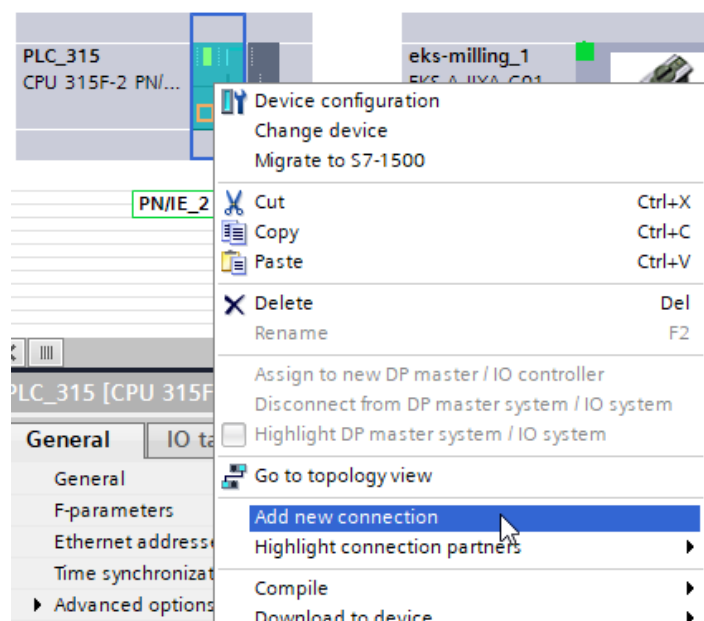 PLC_315
CPU 315F-2 PN/...
eks-milling_1
EKS-A-IIXA-G01
Device configuration
Change device
Migrate to S7-1500
PN/IE_2
Cut Ctrl+X
Copy Ctrl+C
Paste Ctrl+V
Delete Del
Rename F2
Assign to new DP master / IO controller
Disconnect from DP master system / IO system
Highlight DP master system / IO system
PLC_315 [CPU 315F
General IO ta
Go to topology view
General
F-parameters
Ethernet addresse
Time synchronizat
Advanced options
Add new connection
Highlight connection partners
Compile
Download to device